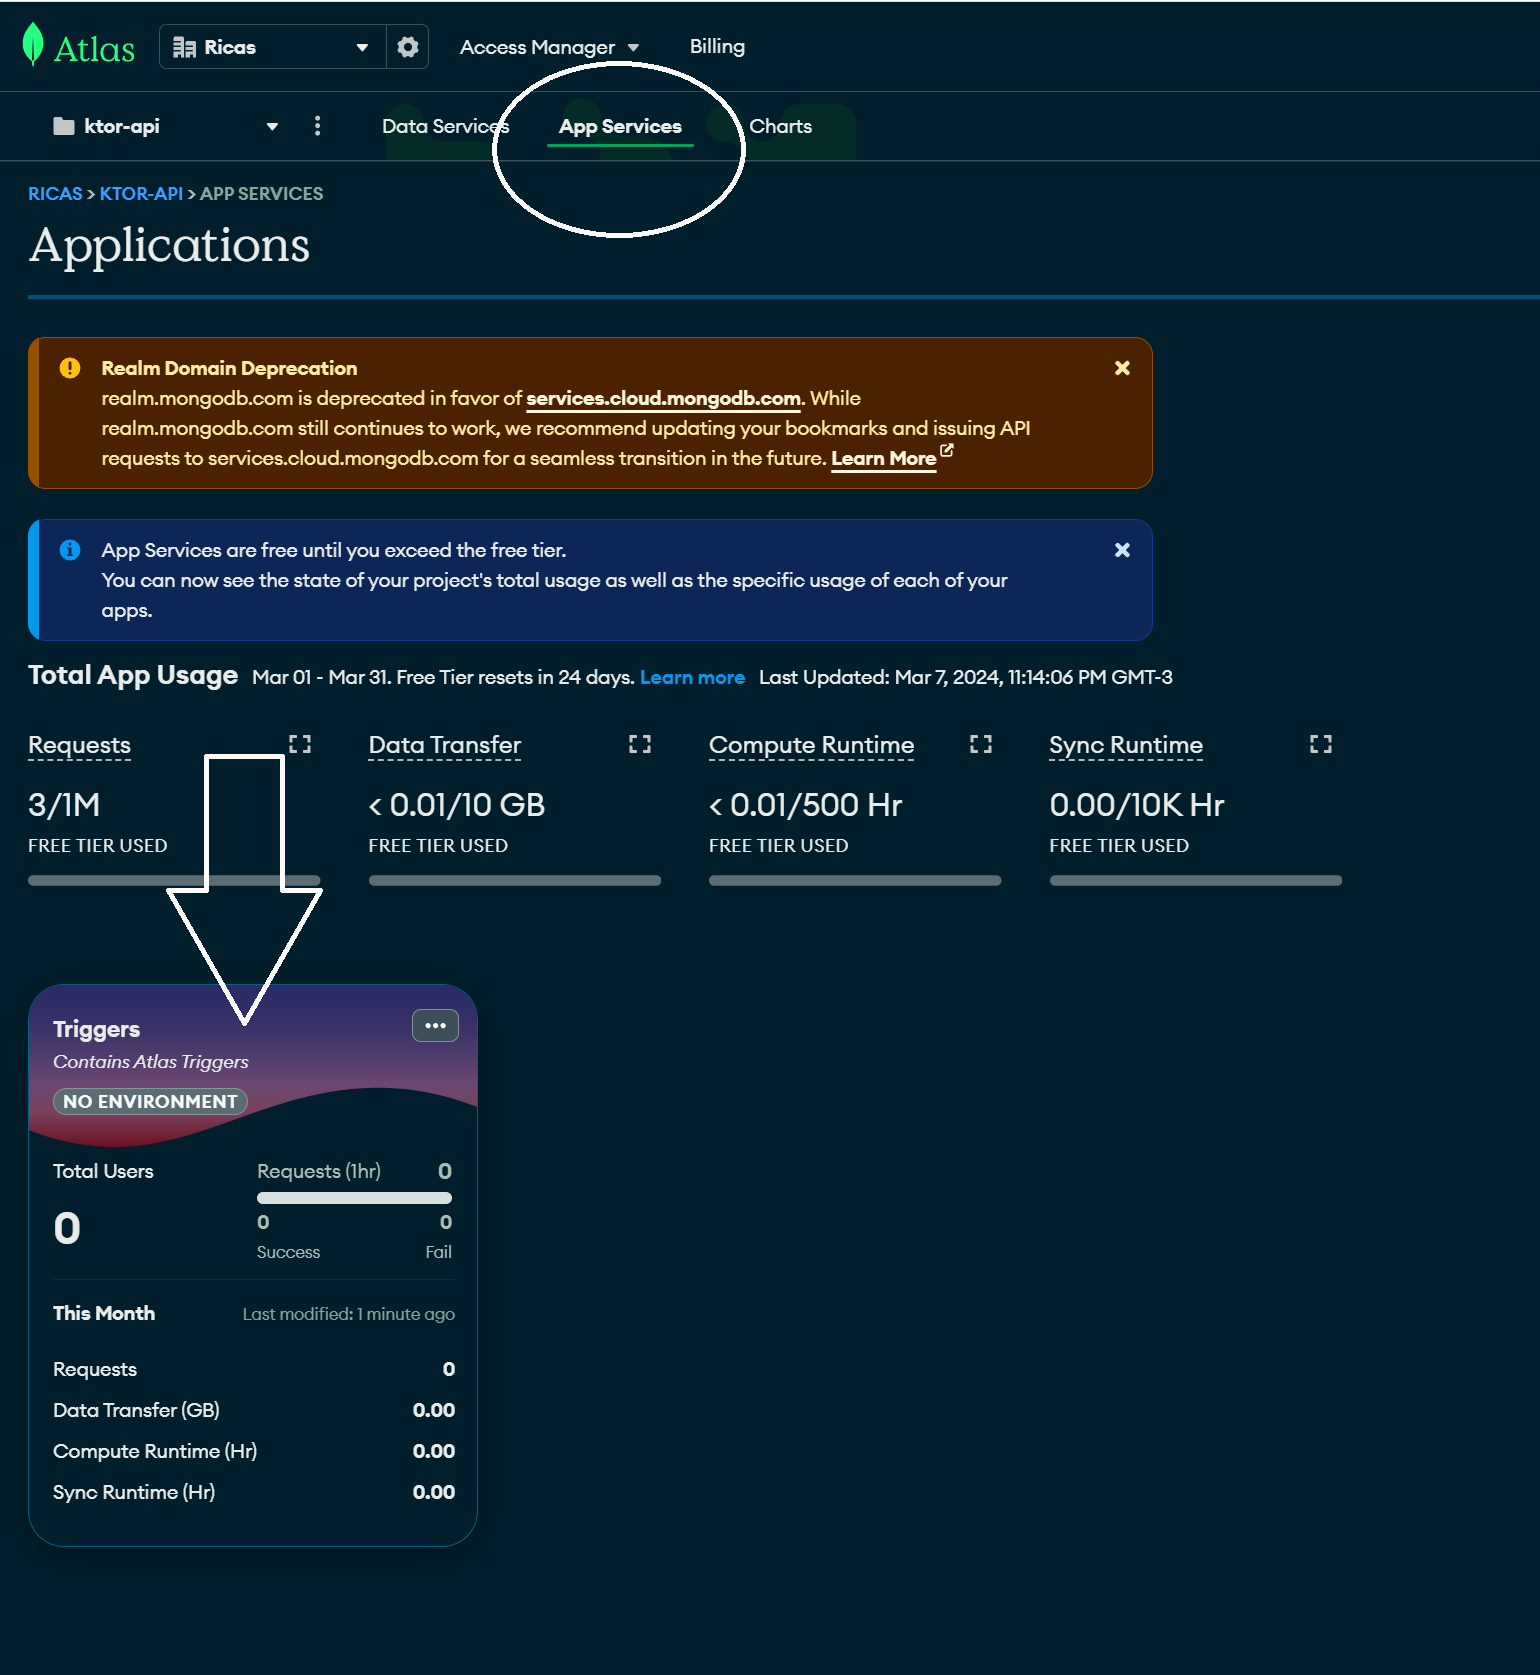 Atlas Ricas Access Manager Billing
ktor-api Data Services App Services Charts
RICAS > KTOR-API > APP SERVICES
Applications
Realm Domain Deprecation
realm.mongodb.com is deprecated in favor of services.cloud.mongodb.com. While
realm.mongodb.com still continues to work, we recommend updating your bookmarks and issuing API
requests to services.cloud.mongodb.com for a seamless transition in the future. Learn More
App Services are free until you exceed the free tier.
You can now see the state of your project's total usage as well as the specific usage of each of your
apps.
Total App Usage Mar 01 - Mar 31. Free Tier resets in 24 days. Learn more Last Updated: Mar 7, 2024, 11:14:06 PM GMT-3
Requests Data Transfer Compute Runtime Sync Runtime
3/1M < 0.01/10 GB < 0.01/500 Hr 0.00/10K Hr
FREE TIER USED FREE TIER USED FREE TIER USED FREE TIER USED
Triggers
Contains Atlas Triggers
NO ENVIRONMENT
Total Users Requests (1hr) 0
0 0 0
Success Fail
This Month Last modified: 1 minute ago
Requests 0
Data Transfer (GB) 0.00
Compute Runtime (Hr) 0.00
Sync Runtime (Hr) 0.00